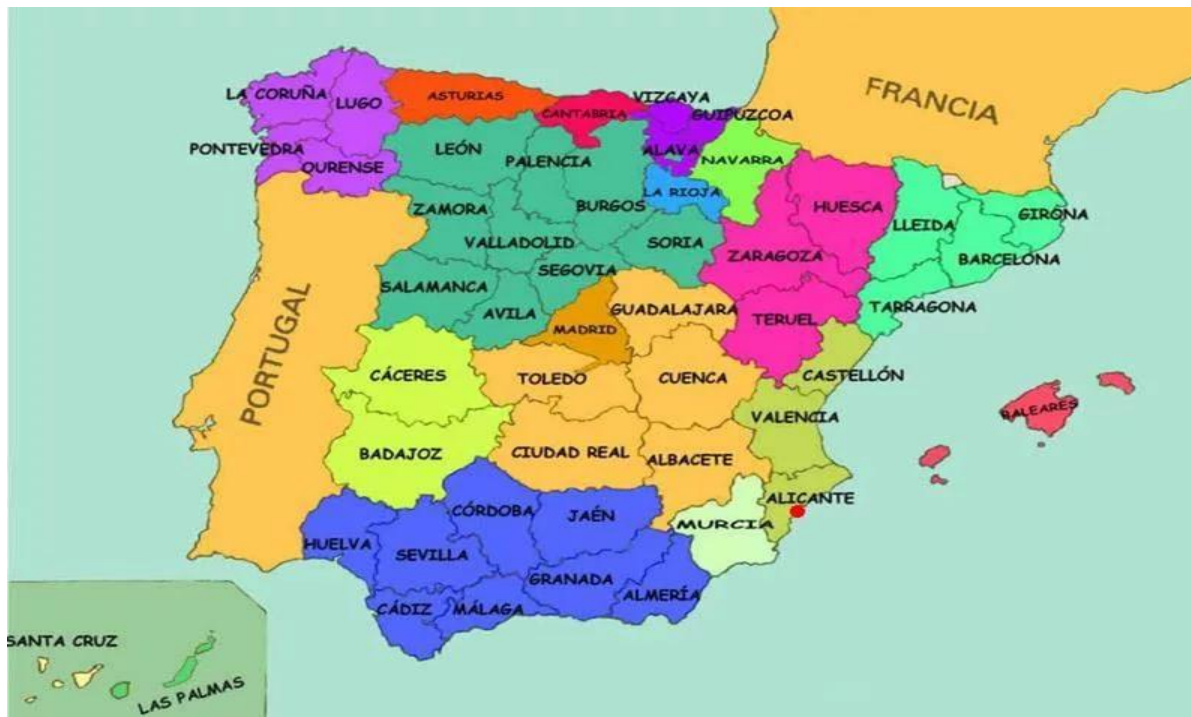 FRANCIA
VIZCAYA
LA CORUÑA
LUGO
ASTURIAS
CANTABRIA
GUIPUZCOA
PONTEVEDRA
OURENSE
LEÓN
PALENCIA
ALAVA
NAVARRA
LA RIOJA
BURGOS
HUESCA
ZAMORA
LLEIDA
GIRONA
VALLADOLID
SORIA
ZARAGOZA
BARCELONA
SEGOVIA
SALAMANCA
AVILA
MADRID
GUADALAJARA
TERUEL
TARRAGONA
PORTUGAL
CÁCERES
TOLEDO
CUENCA
CASTELLÓN
BALEARES
VALENCIA
BADAJOZ
CIUDAD REAL
ALBACETE
ALICANTE
CÓRDOBA
JAÉN
MURCIA
HUELVA
SEVILLA
GRANADA
ALMERÍA
CÁDIZ
MÁLAGA
SANTA CRUZ
LAS PALMAS